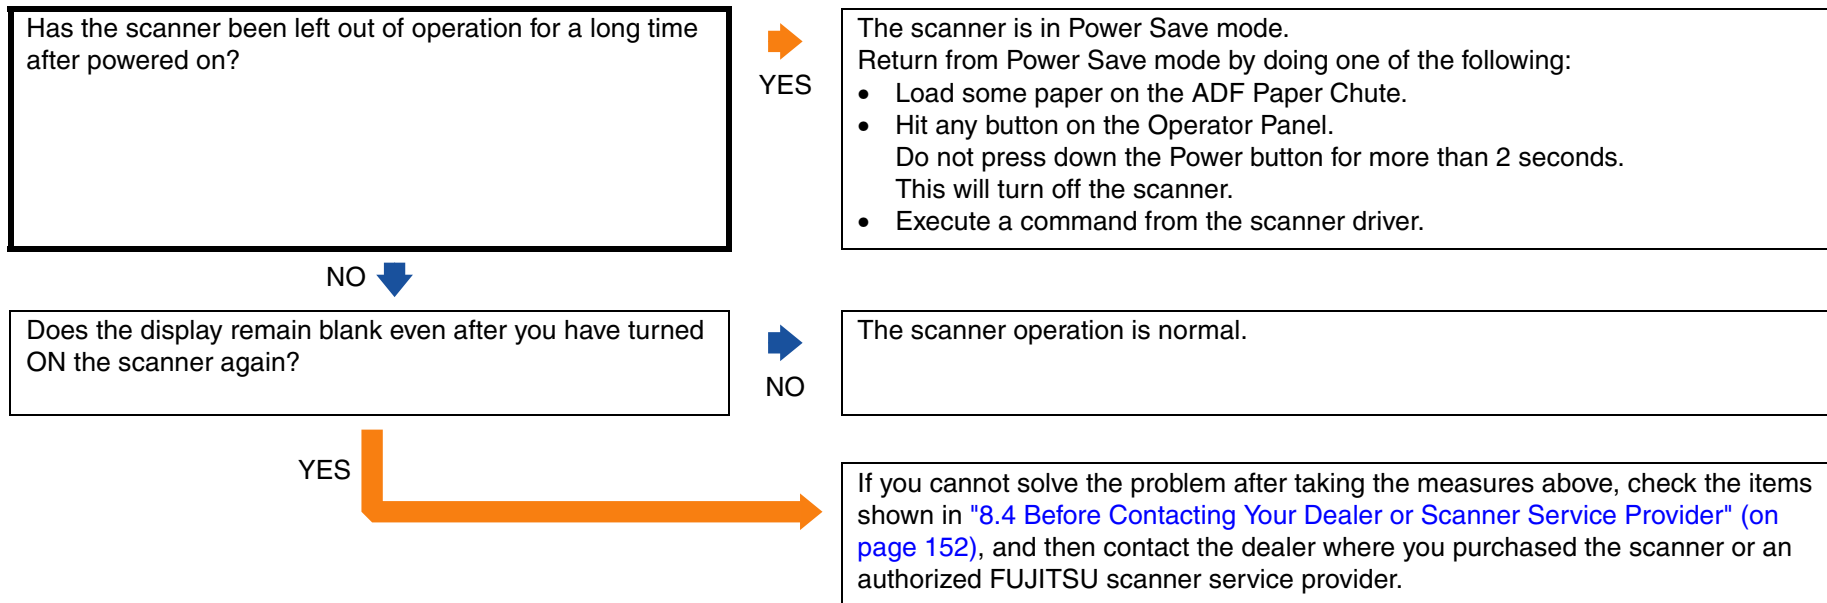 Has the scanner been left out of operation for a long time
after powered on?
YES
The scanner is in Power Save mode.
Return from Power Save mode by doing one of the following:
• Load some paper on the ADF Paper Chute.
• Hit any button on the Operator Panel.
Do not press down the Power button for more than 2 seconds.
This will turn off the scanner.
• Execute a command from the scanner driver.
NO
Does the display remain blank even after you have turned
ON the scanner again?
NO
The scanner operation is normal.
YES
If you cannot solve the problem after taking the measures above, check the items
shown in "8.4 Before Contacting Your Dealer or Scanner Service Provider" (on
page 152), and then contact the dealer where you purchased the scanner or an
authorized FUJITSU scanner service provider.